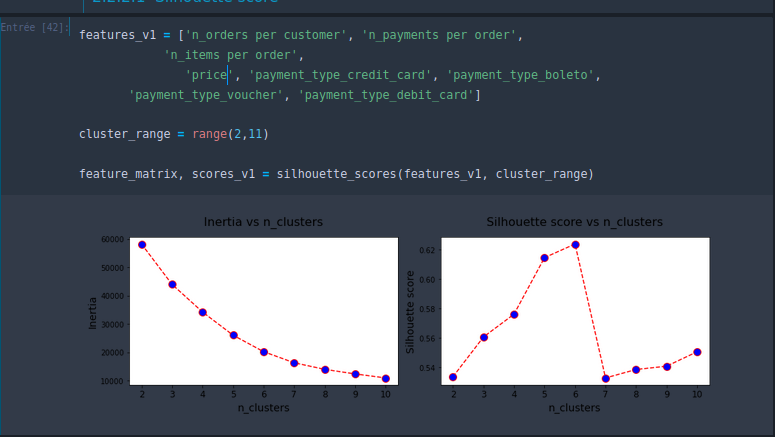 2.2.2.1 Silhouette score
Entrée [42]:
features_v1 = ['n_orders per customer', 'n_payments per order',
'n_items per order',
'price', 'payment_type_credit_card', 'payment_type_boleto',
'payment_type_voucher', 'payment_type_debit_card']
cluster_range = range(2,11)
feature_matrix, scores_v1 = silhouette_scores(features_v1, cluster_range)
Inertia vs n_clusters
60000
50000
40000
30000
20000
10000
Inertia
2 3 4 5 6 7 8 9 10
n_clusters
Silhouette score vs n_clusters
0.62
0.60
0.58
0.56
0.54
Silhouette score
2 3 4 5 6 7 8 9 10
n_clusters